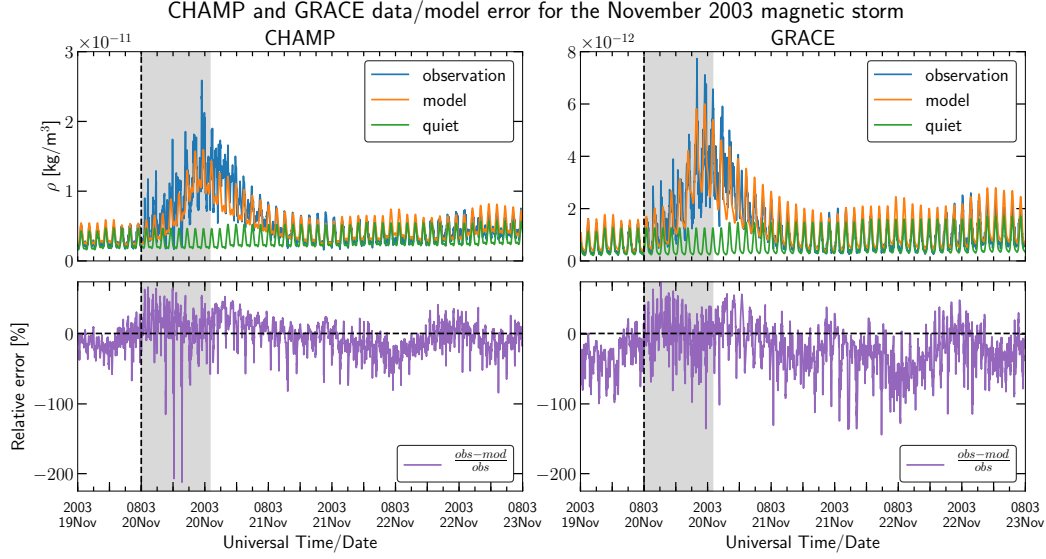 CHAMP and GRACE data/model error for the November 2003 magnetic storm
CHAMP
×10−11
3
2
1
0
ρ [kg/m3]
observation
model
quiet
GRACE
×10−12
8
6
4
2
0
observation
model
quiet
0
−100
−200
Relative error [%]
obs−mod
obs
2003 0803 2003 0803 2003 0803 2003 0803
19Nov 20Nov 20Nov 21Nov 21Nov 22Nov 22Nov 23Nov
Universal Time/Date
0
−100
−200
obs−mod
obs
2003 0803 2003 0803 2003 0803 2003 0803
19Nov 20Nov 20Nov 21Nov 21Nov 22Nov 22Nov 23Nov
Universal Time/Date